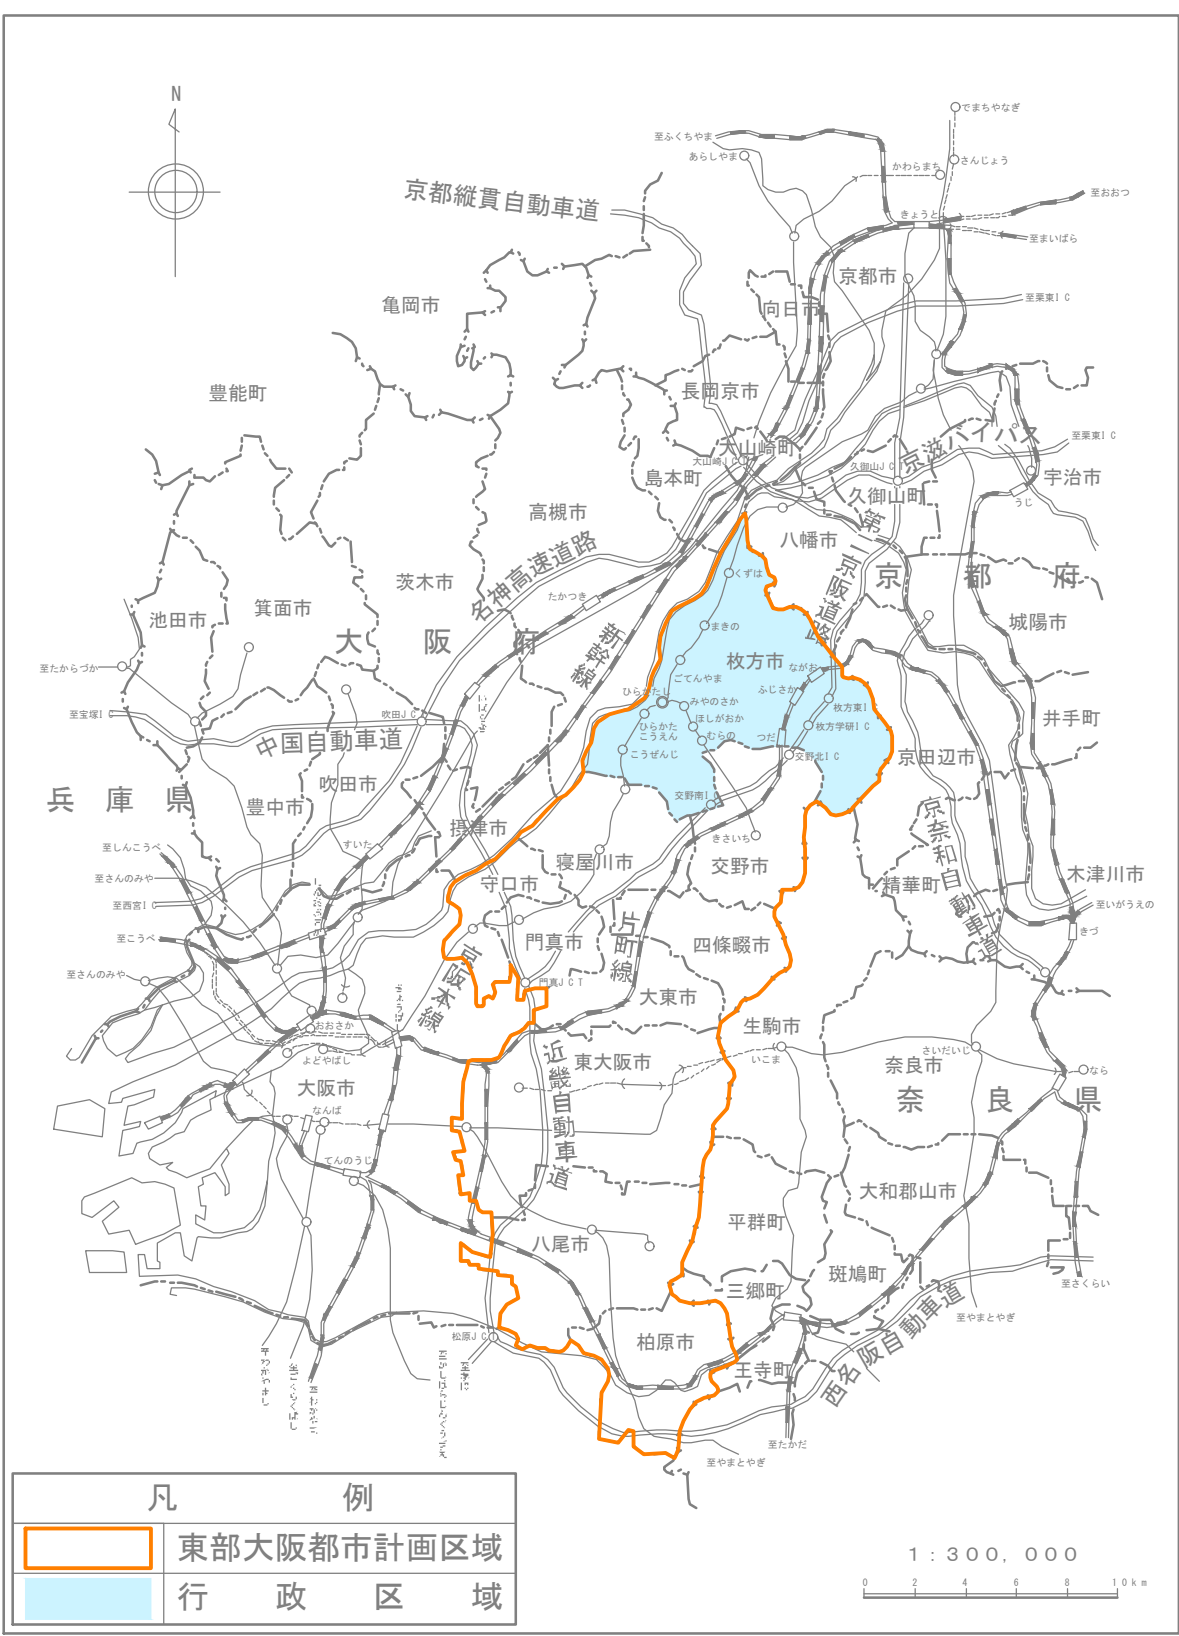 N
でまちやなぎ
至ふくちやま
あらしやま
さんじょう
かわらまち
至おおつ
京都縦貫自動車道
きょうと
至まいばら
京都市
亀岡市
向日市
至栗東IC
豊能町
長岡京市
大山崎町
京滋バイパス
至栗東IC
大山崎JCT
島本町
久御山JCT
宇治市
久御山町
うじ
高槻市
第二京阪道路
八幡市
名神高速道路
くずは
京都府
茨木市
たかつき
箕面市
池田市
まきの
城陽市
大阪府
新幹線
枚方市
ながお
至たからづか
ごてんやま
ふじさか
ひらかたし
みやのさか
枚方東I
至宝塚IC
吹田JC
ほしがおか
井手町
ひらかた
こうえん
枚方学研IC
むらの
つだ
中国自動車道
こうぜんじ
交野北IC
京田辺市
吹田市
兵庫県
豊中市
交野南I
摂津市
京奈和自動車道
きさいち
至しんこうべ
すいた
寝屋川市
交野市
木津川市
至さんのみや
守口市
精華町
至西宮IC
至いがうえの
片町線
きづ
至こうべ
門真市
四條畷市
京阪本線
至さんのみや
門真JCT
大東市
おおさか
生駒市
近畿自動車道
さいだいじ
よどやばし
東大阪市
いこま
奈良市
なら
大阪市
奈良県
なんば
てんのうじ
大和郡山市
平群町
八尾市
斑鳩町
三郷町
至さくらい
西名阪自動車道
至やまとやぎ
松原JC
柏原市
王寺町
至たかだ
至やまとやぎ
凡例
東部大阪都市計画区域
行政区域
1:300,000
0 2 4 6 8 10km